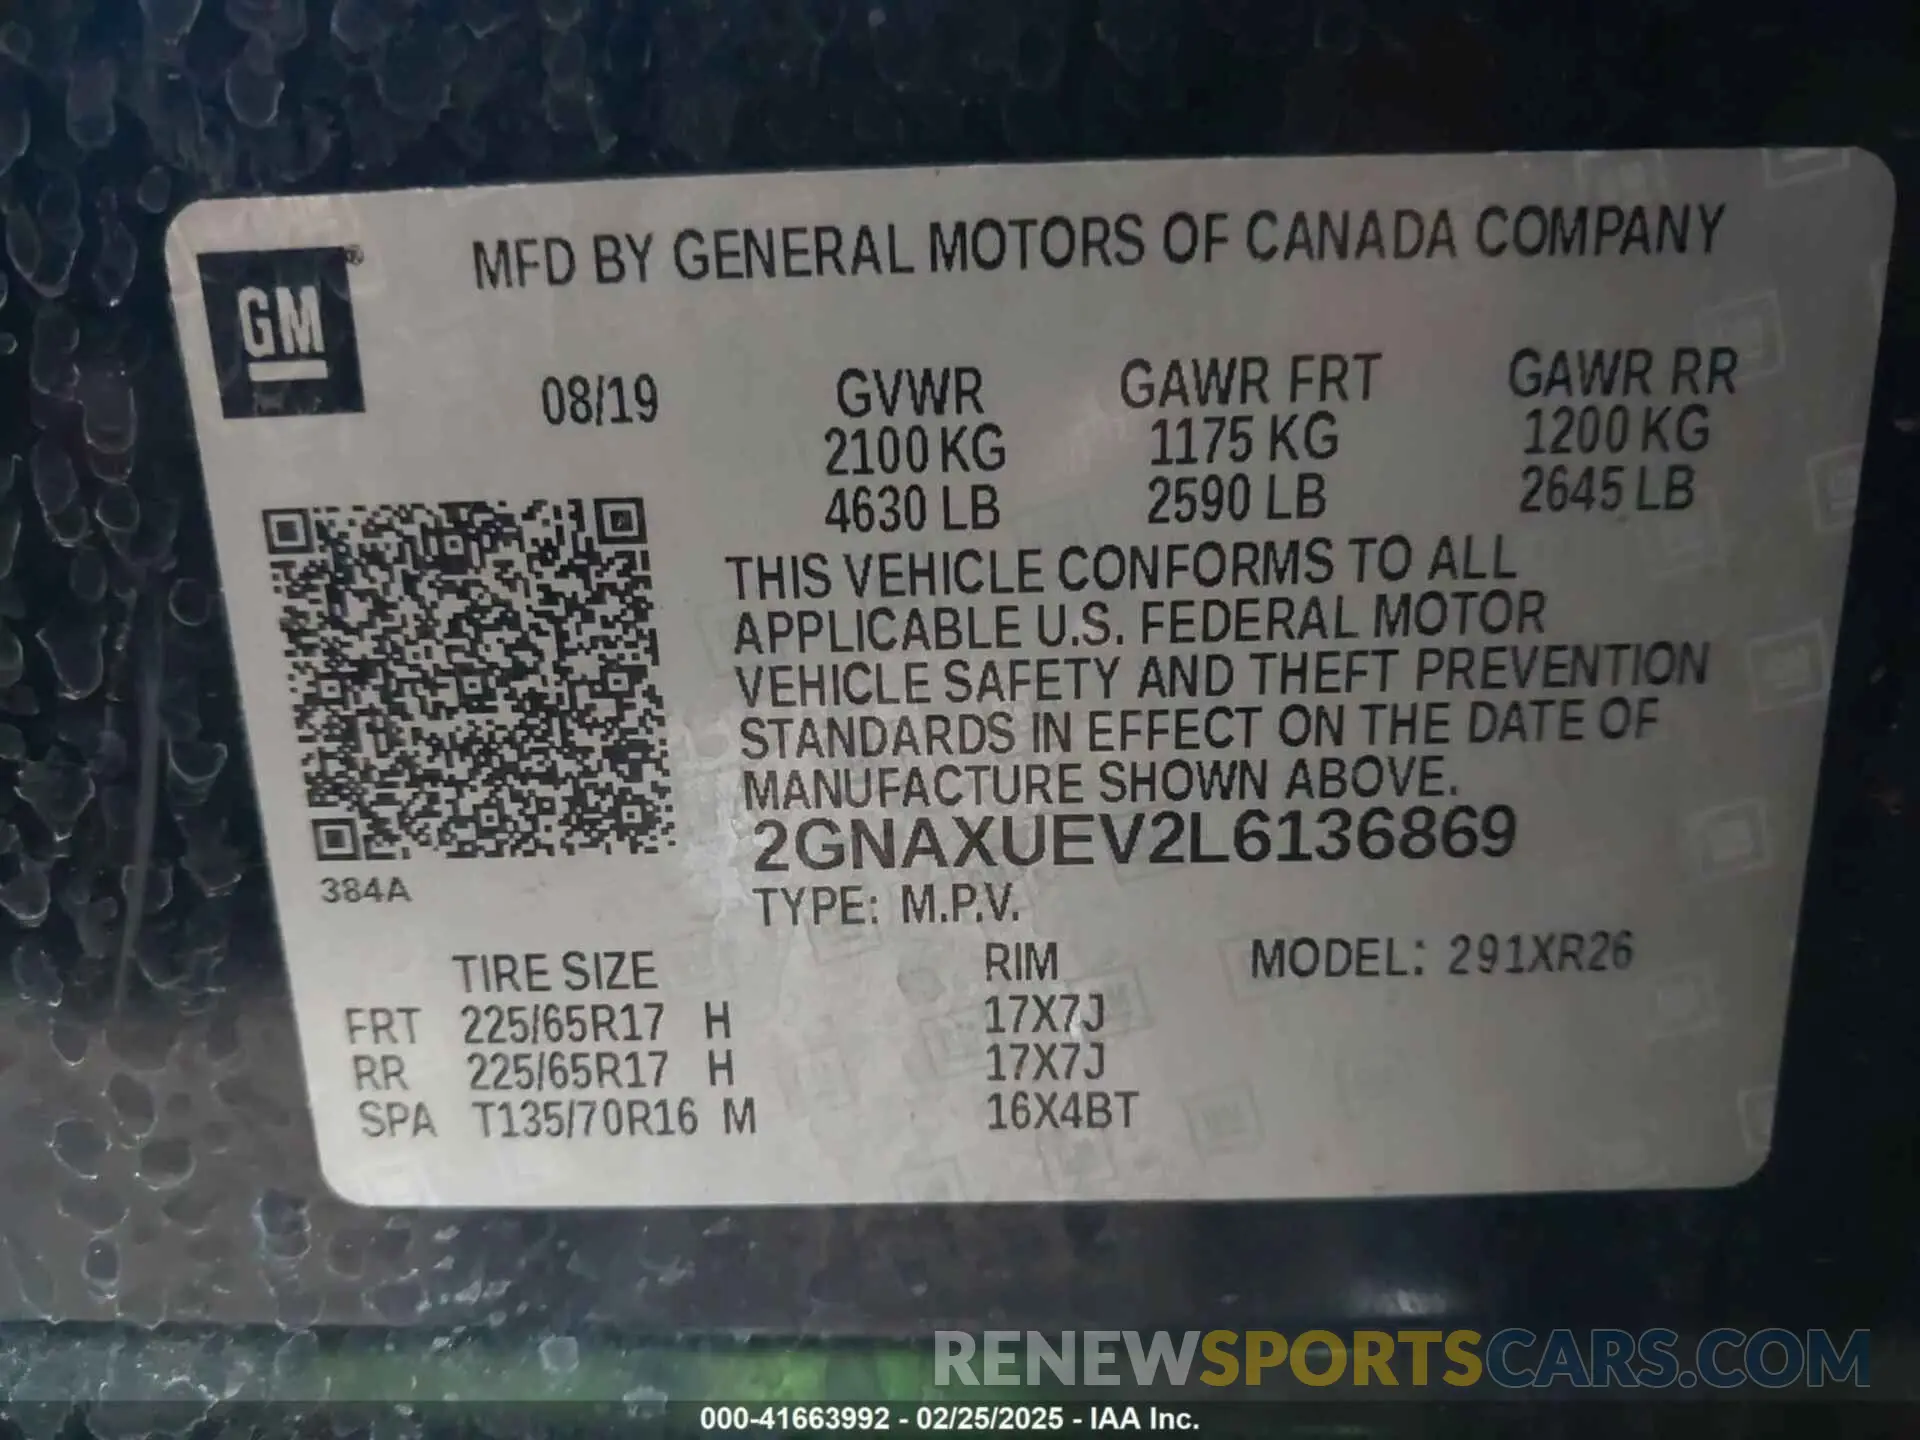 MFD BY GENERAL MOTORS OF CANADA COMPANY
GM®
08/19 GVWR GAWR FRT GAWR RR
2100 KG 1175 KG 1200 KG
4630 LB 2590 LB 2645 LB
THIS VEHICLE CONFORMS TO ALL
APPLICABLE U.S. FEDERAL MOTOR
VEHICLE SAFETY AND THEFT PREVENTION
STANDARDS IN EFFECT ON THE DATE OF
MANUFACTURE SHOWN ABOVE.
2GNAXUEV2L6136869
384A
TYPE: M.P.V.
TIRE SIZE RIM MODEL: 291XR26
FRT 225/65R17 H 17X7J
RR 225/65R17 H 17X7J
SPA T135/70R16 M 16X4BT
RENEWSPORTSCARS.COM
000-41663992 - 02/25/2025 - IAA Inc.